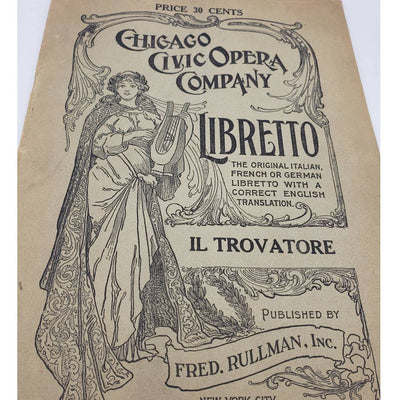 PRICE 30 CENTS
CHICAGO
CIVIC OPERA
COMPANY
LIBRETTO
THE ORIGINAL ITALIAN,
FRENCH OR GERMAN
LIBRETTO WITH A
CORRECT ENGLISH
TRANSLATION.
IL TROVATORE
PUBLISHED BY
FRED. RULLMAN, INC.
NEW YORK CITY